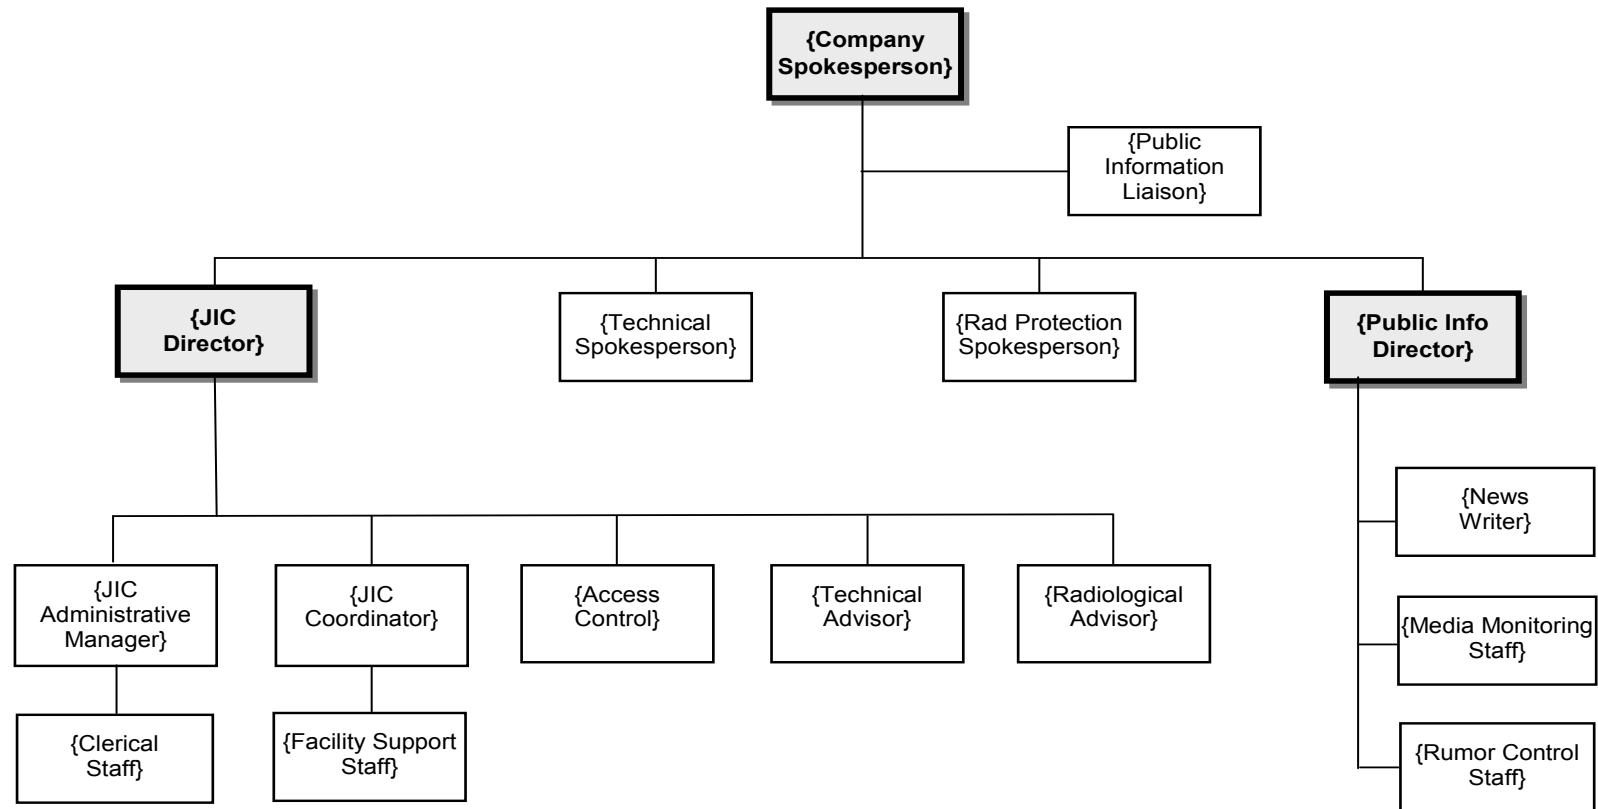 {Company
Spokesperson}
{Public
Information
Liaison}
{JIC
Director}
{Technical
Spokesperson}
{Rad Protection
Spokesperson}
{Public Info
Director}
{News
Writer}
{JIC
Administrative
Manager}
{JIC
Coordinator}
{Access
Control}
{Technical
Advisor}
{Radiological
Advisor}
{Media Monitoring
Staff}
{Clerical
Staff}
{Facility Support
Staff}
{Rumor Control
Staff}